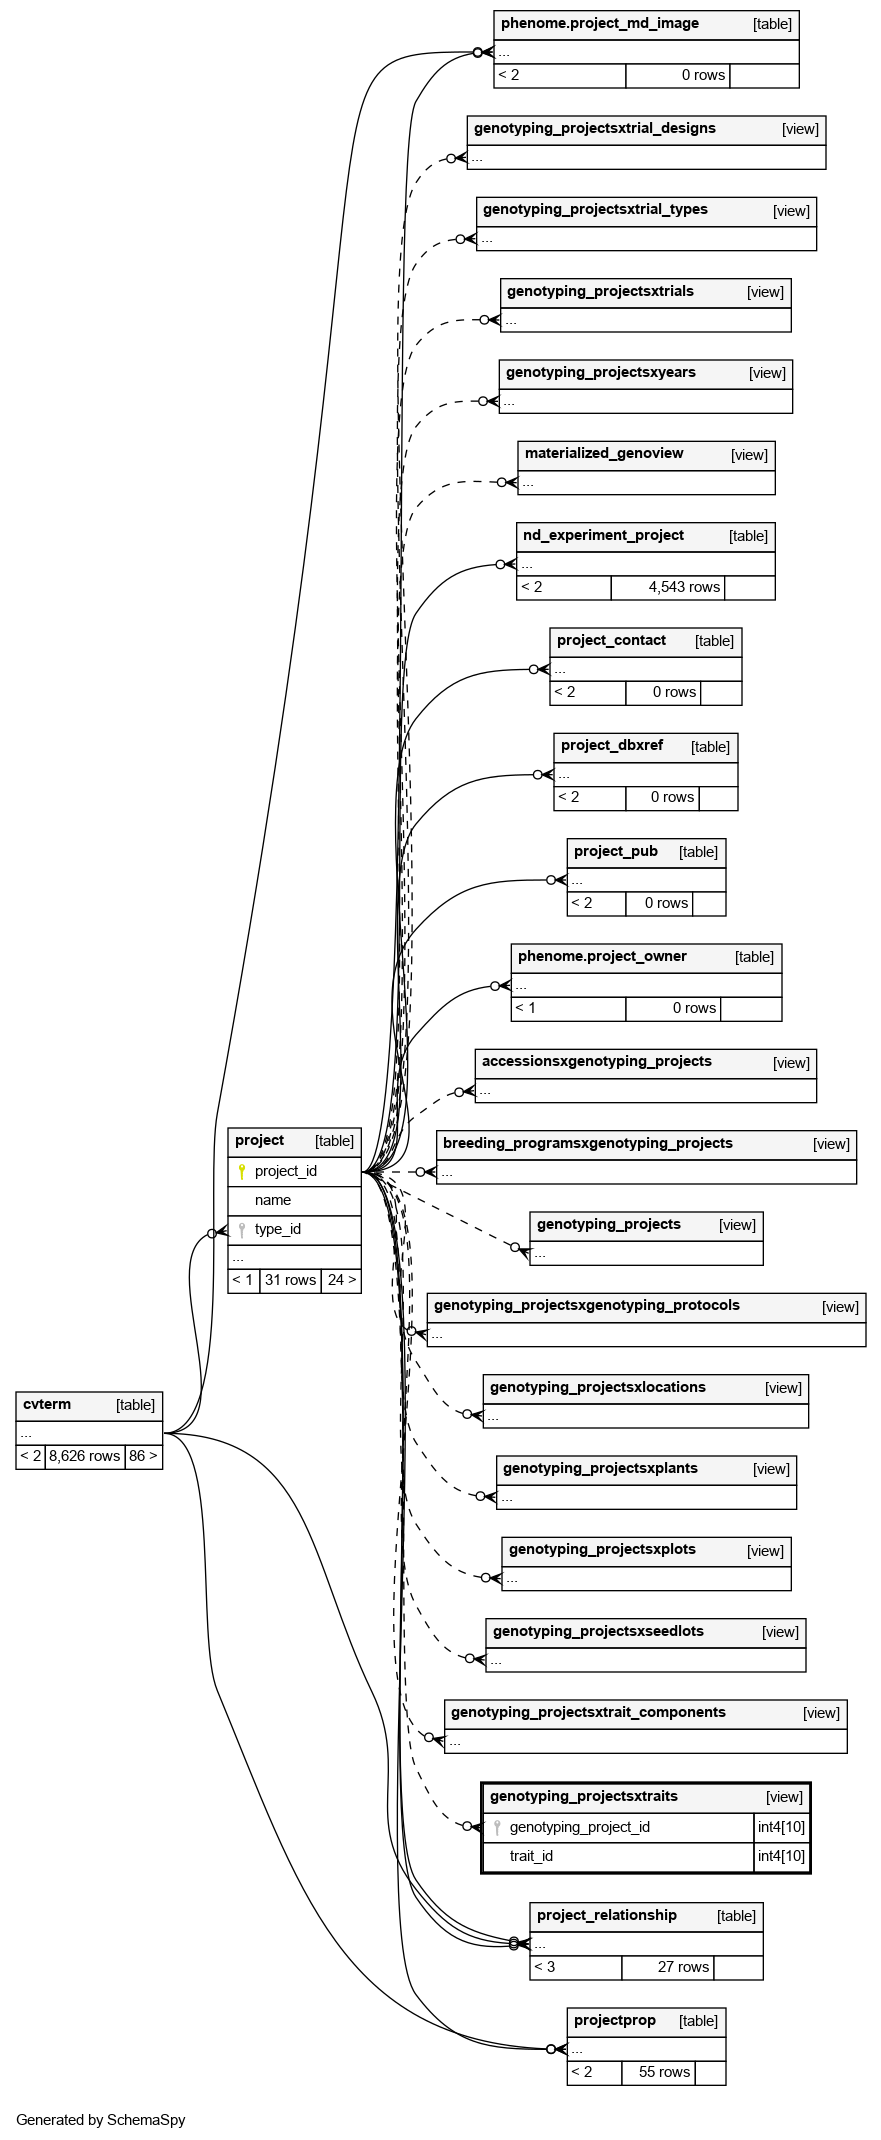 phenome.project_md_image [table]
...
< 2 0 rows
genotyping_projectsxtrial_designs [view]
...
genotyping_projectsxtrial_types [view]
...
genotyping_projectsxtrials [view]
...
genotyping_projectsxyears [view]
...
materialized_genoview [view]
...
nd_experiment_project [table]
...
< 2 4,543 rows
project_contact [table]
...
< 2 0 rows
project_dbxref [table]
...
< 2 0 rows
project_pub [table]
...
< 2 0 rows
phenome.project_owner [table]
...
< 1 0 rows
accessionsxgenotyping_projects [view]
...
project [table]
project_id
name
type_id
...
< 1 31 rows 24 >
breeding_programsxgenotyping_projects [view]
...
genotyping_projects [view]
...
genotyping_projectsxgenotyping_protocols [view]
...
genotyping_projectsxlocations [view]
...
cvterm [table]
...
< 2 8,626 rows 86 >
genotyping_projectsxplants [view]
...
genotyping_projectsxplots [view]
...
genotyping_projectsxseedlots [view]
...
genotyping_projectsxtrait_components [view]
...
genotyping_projectsxtraits [view]
genotyping_project_id int4[10]
trait_id int4[10]
project_relationship [table]
...
< 3 27 rows
projectprop [table]
...
< 2 55 rows
Generated by SchemaSpy